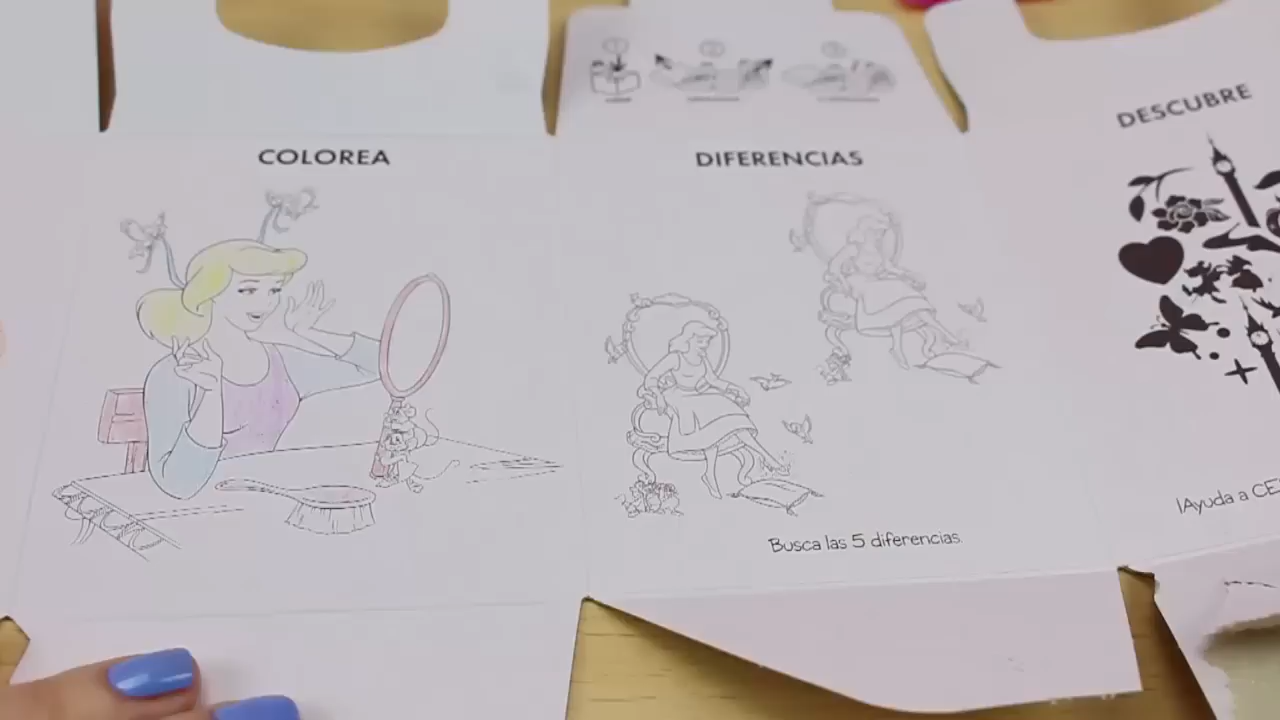 COLOREA
DIFERENCIAS
DESCUBRE
Busca las 5 diferencias.
¡Ayuda a